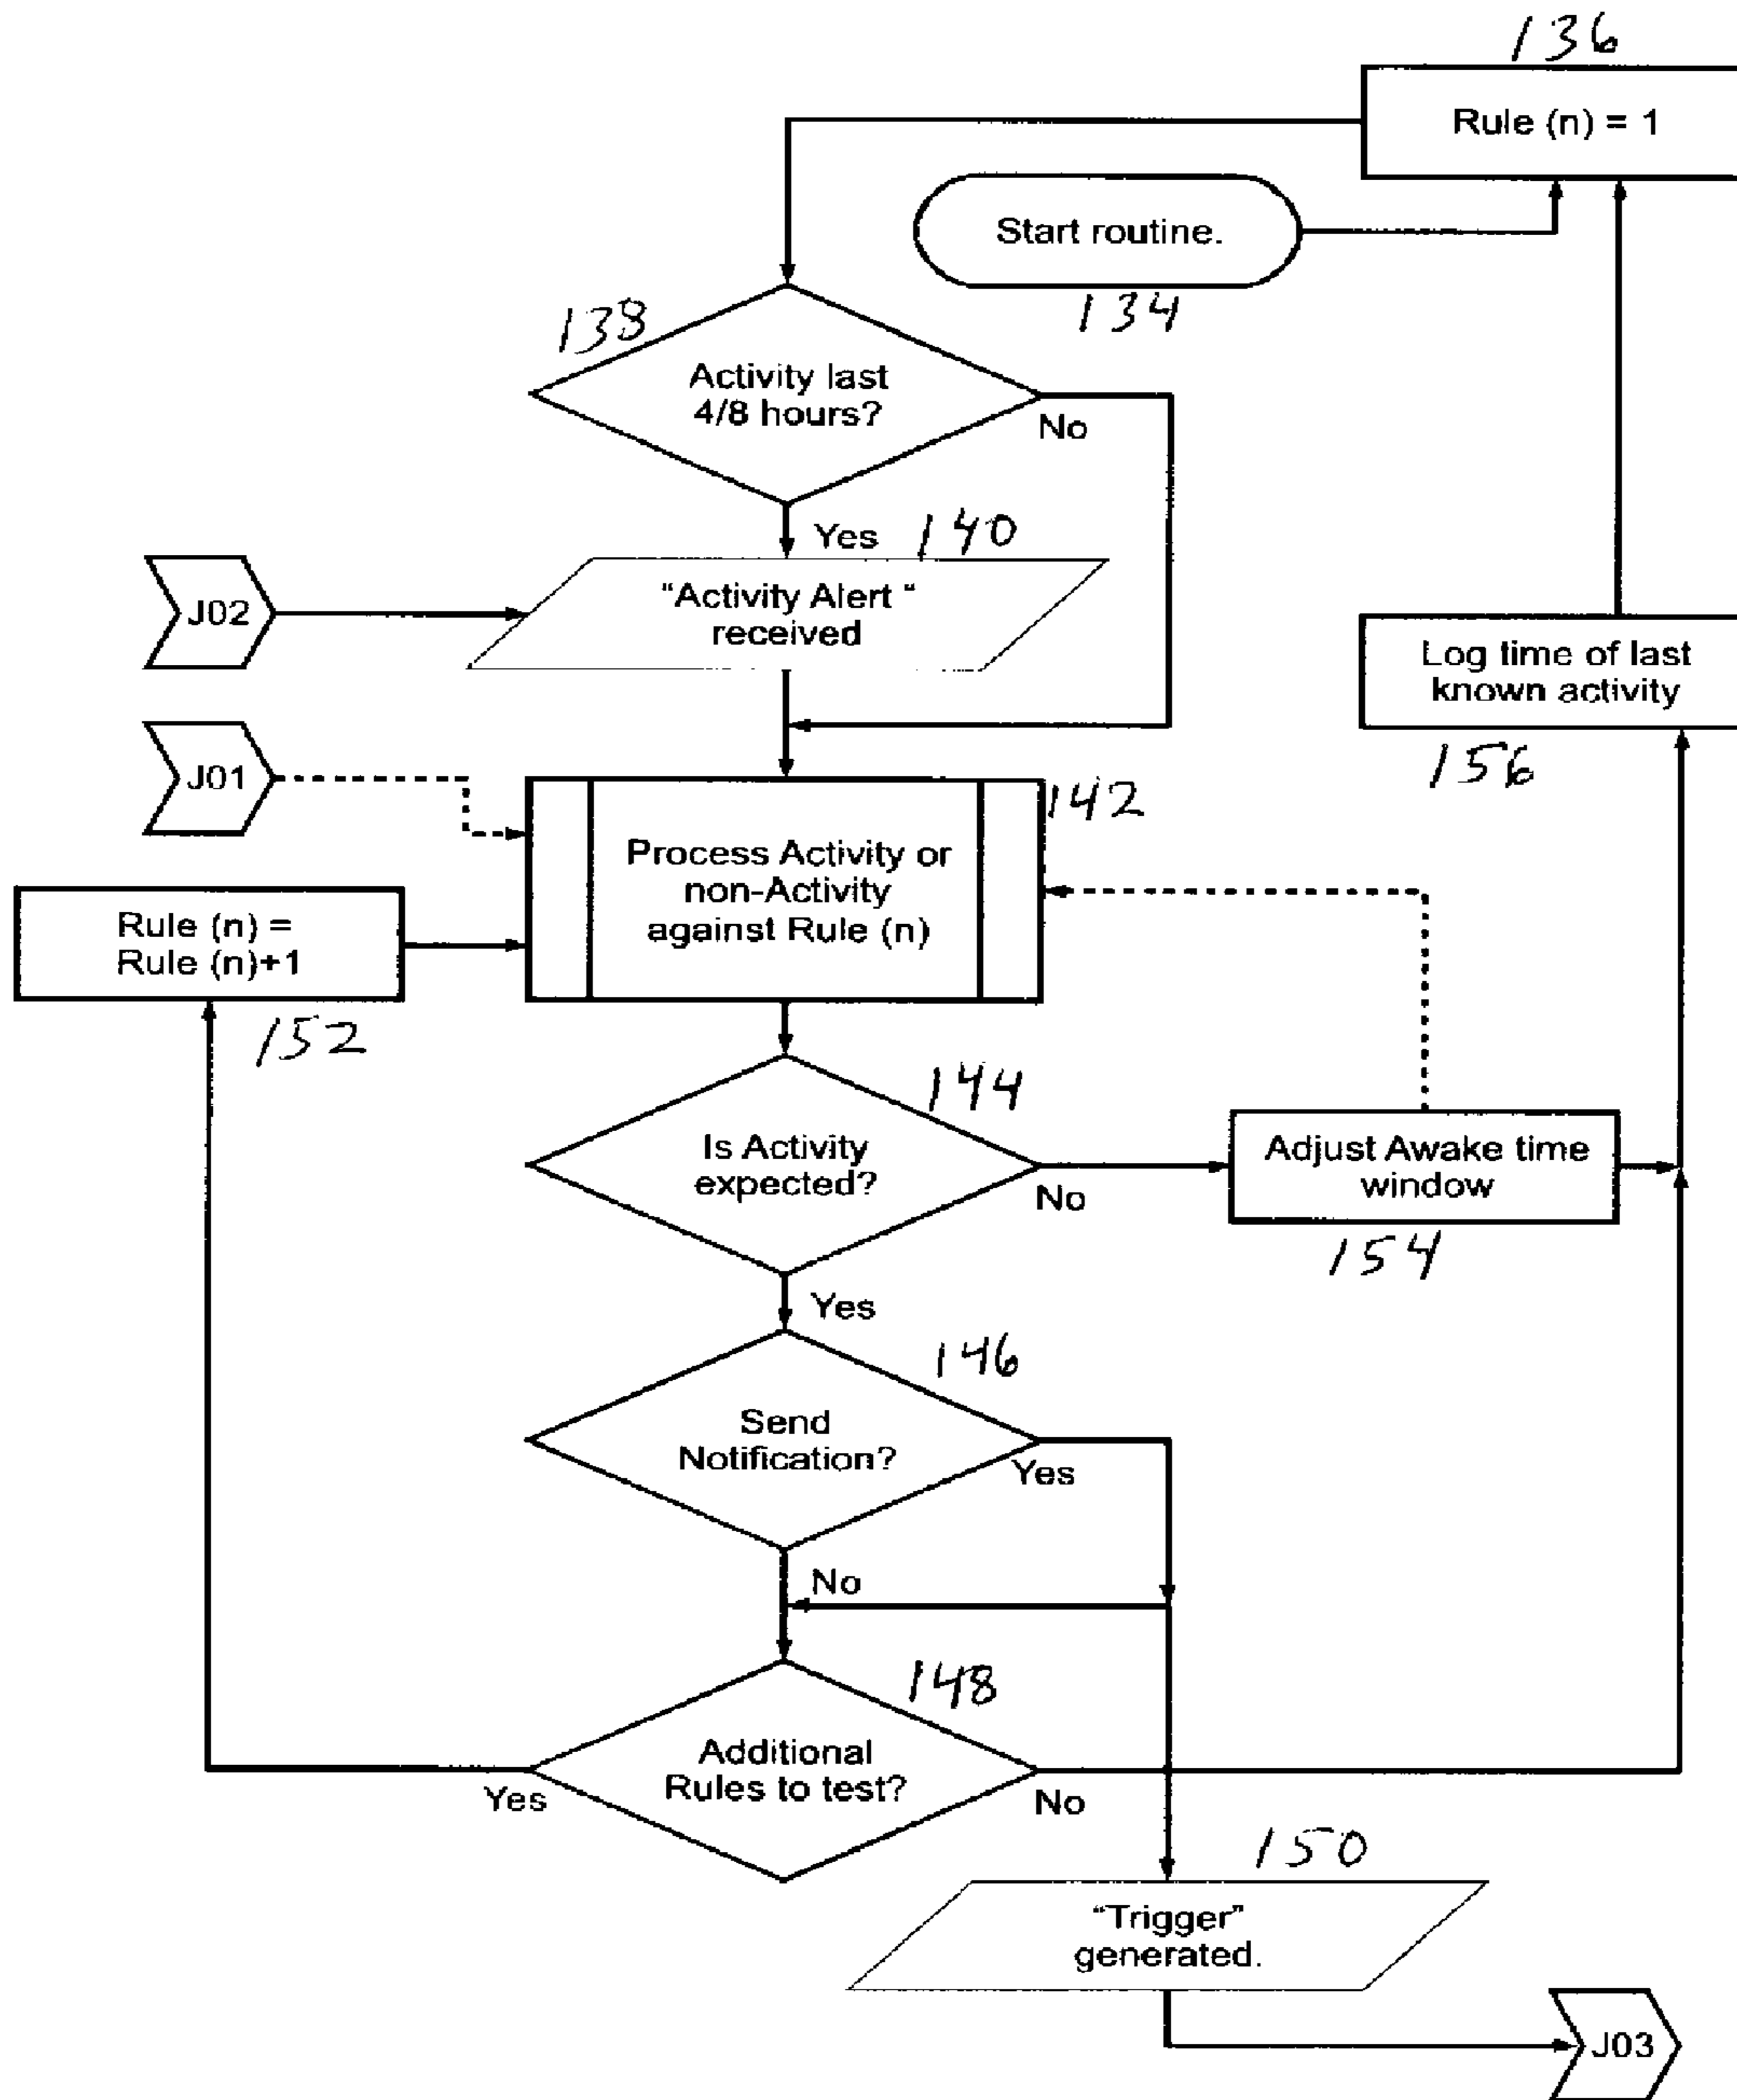 136
Rule (n) = 1
Start routine.
134
138
Activity last
4/8 hours?
No
Yes
140
J02
"Activity Alert "
received
Log time of last
known activity
156
J01
142
Process Activity or
non-Activity
against Rule (n)
Rule (n) =
Rule (n)+1
152
144
Is Activity
expected?
No
Adjust Awake time
window
154
Yes
146
Send
Notification?
Yes
No
148
Additional
Rules to test?
Yes
No
150
"Trigger"
generated.
J03